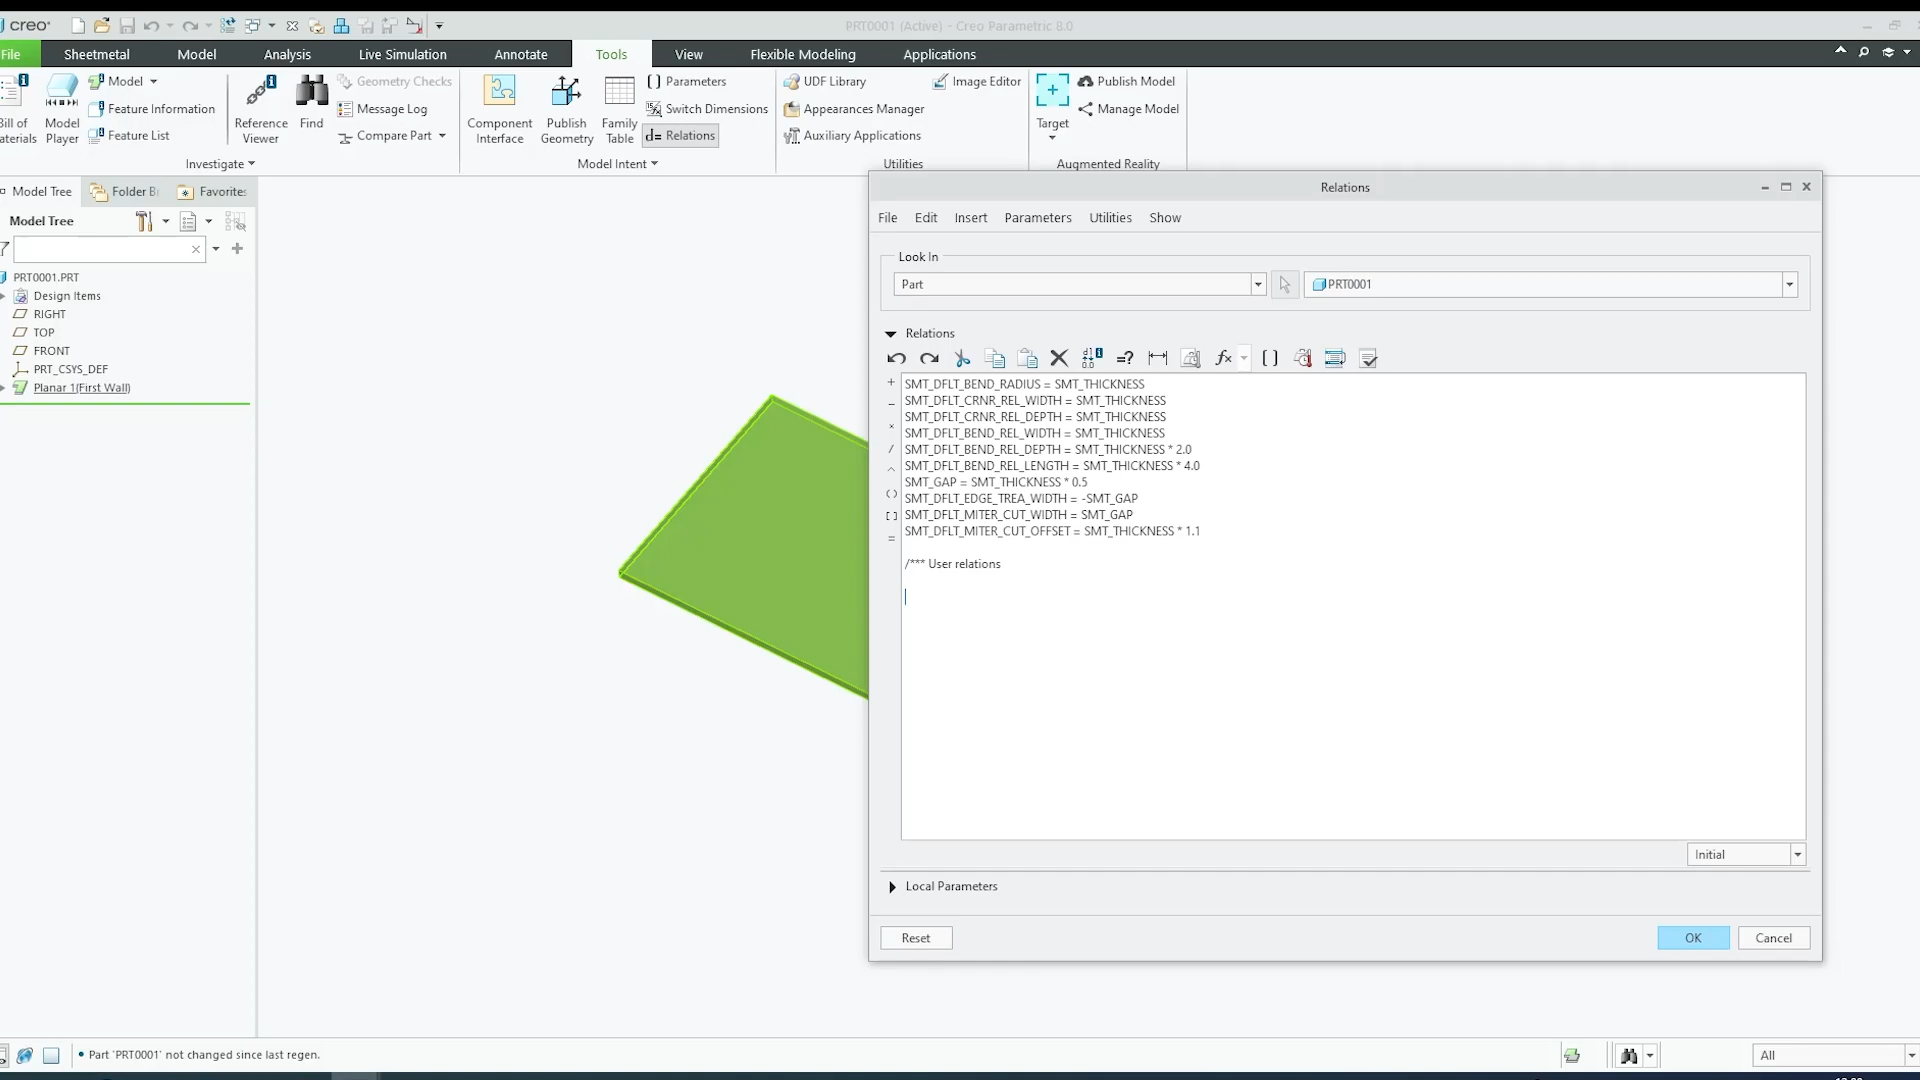 creo
PRT0001 (Active) - Creo Parametric 8.0
File
Sheetmetal
Model
Analysis
Live Simulation
Annotate
Tools
View
Flexible Modeling
Applications
Bill of
aterials
Model
Player
Model
Feature Information
Feature List
Reference
Viewer
Find
Geometry Checks
Message Log
Compare Part
Investigate
Component
Interface
Publish
Geometry
Family
Table
Parameters
Switch Dimensions
d= Relations
Model Intent
UDF Library
Appearances Manager
Auxiliary Applications
Image Editor
Utilities
Target
Publish Model
Manage Model
Augmented Reality
Model Tree
Folder B
Favorites
Model Tree
PRT0001.PRT
Design Items
RIGHT
TOP
FRONT
PRT_CSYS_DEF
Planar 1(First Wall)
Relations
File
Edit
Insert
Parameters
Utilities
Show
Look In
Part
PRT0001
Relations
SMT_DFLT_BEND_RADIUS = SMT_THICKNESS
SMT_DFLT_CRNR_REL_WIDTH = SMT_THICKNESS
SMT_DFLT_CRNR_REL_DEPTH = SMT_THICKNESS
SMT_DFLT_BEND_REL_WIDTH = SMT_THICKNESS
SMT_DFLT_BEND_REL_DEPTH = SMT_THICKNESS * 2.0
SMT_DFLT_BEND_REL_LENGTH = SMT_THICKNESS * 4.0
SMT_GAP = SMT_THICKNESS * 0.5
SMT_DFLT_EDGE_TREA_WIDTH = -SMT_GAP
SMT_DFLT_MITER_CUT_WIDTH = SMT_GAP
SMT_DFLT_MITER_CUT_OFFSET = SMT_THICKNESS * 1.1
/*** User relations
Initial
Local Parameters
Reset
OK
Cancel
• Part 'PRT0001' not changed since last regen.
All